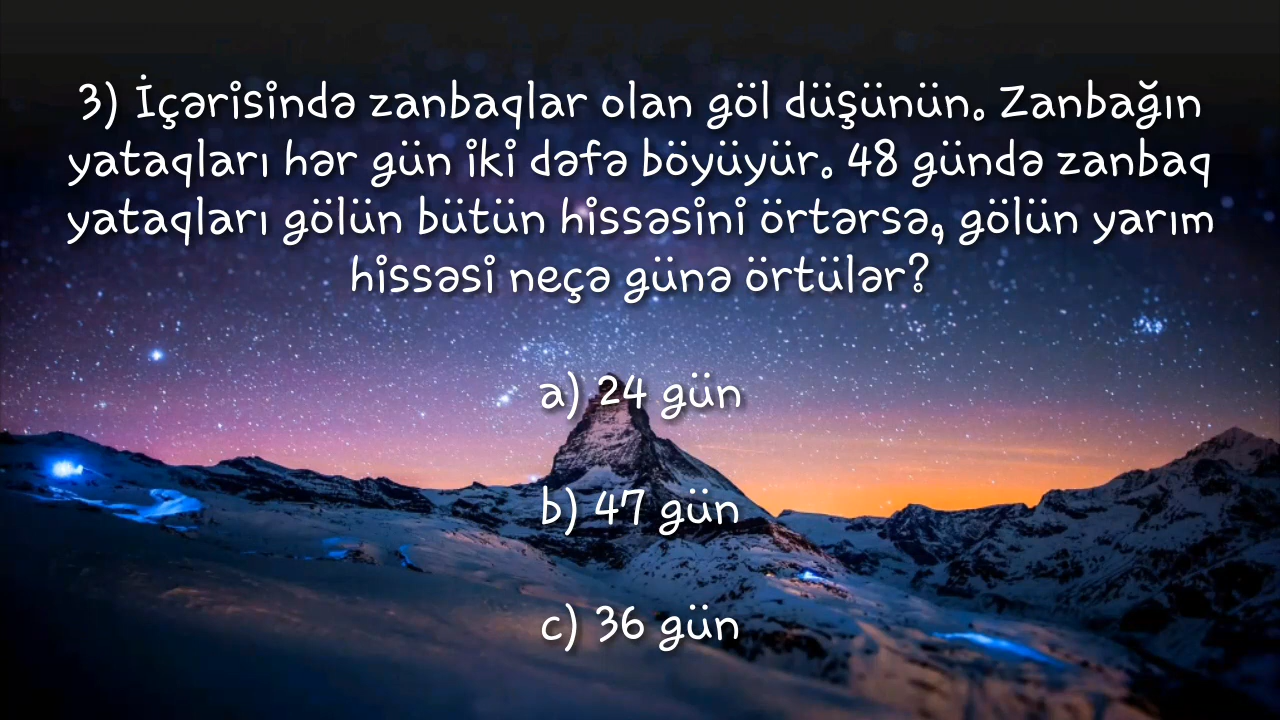 3) İçərisində zanbaqlar olan göl düşünün. Zanbağın
yataqları hər gün iki dəfə böyüyür. 48 gündə zanbaq
yataqları gölün bütün hissəsini örtərsə, gölün yarım
hissəsi neçə günə örtülər?
a) 24 gün
b) 47 gün
c) 36 gün